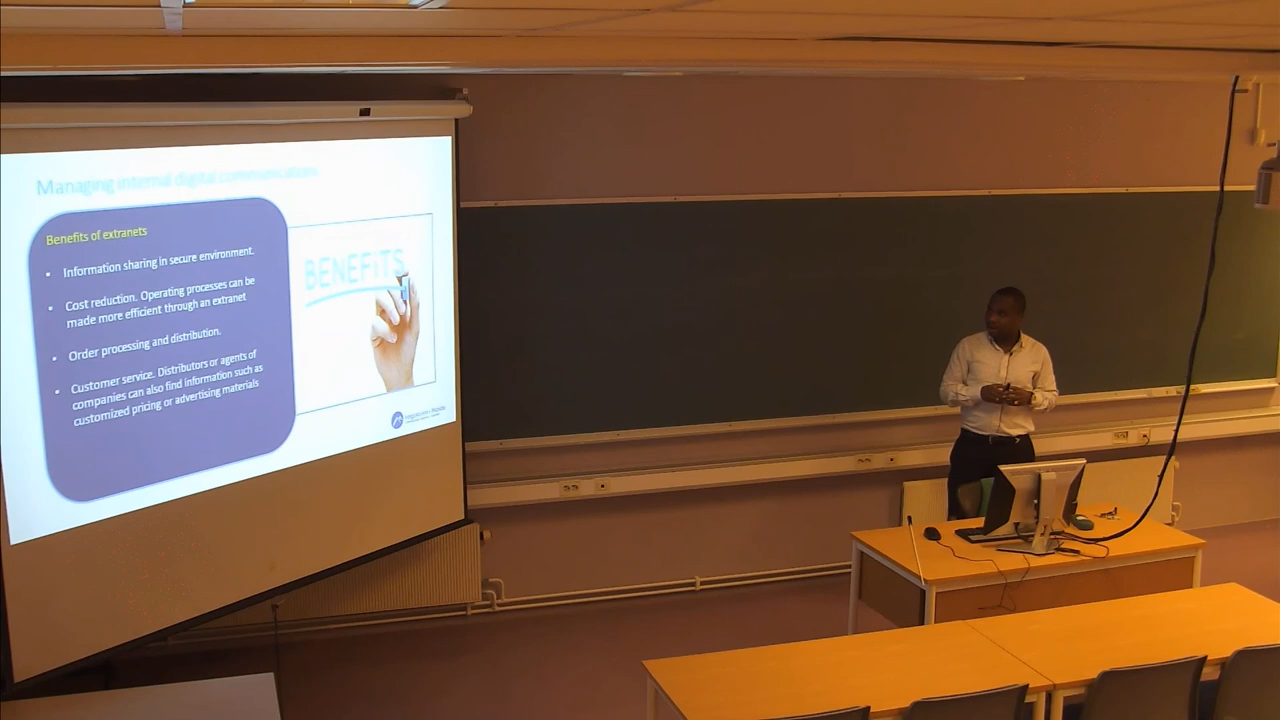 Managing internal digital communications
Benefits of extranets
• Information sharing in secure environment.
• Cost reduction. Operating processes can be
made more efficient through an extranet
• Order processing and distribution.
• Customer service. Distributors or agents of
companies can also find information such as
customized pricing or advertising materials
BENEFITS